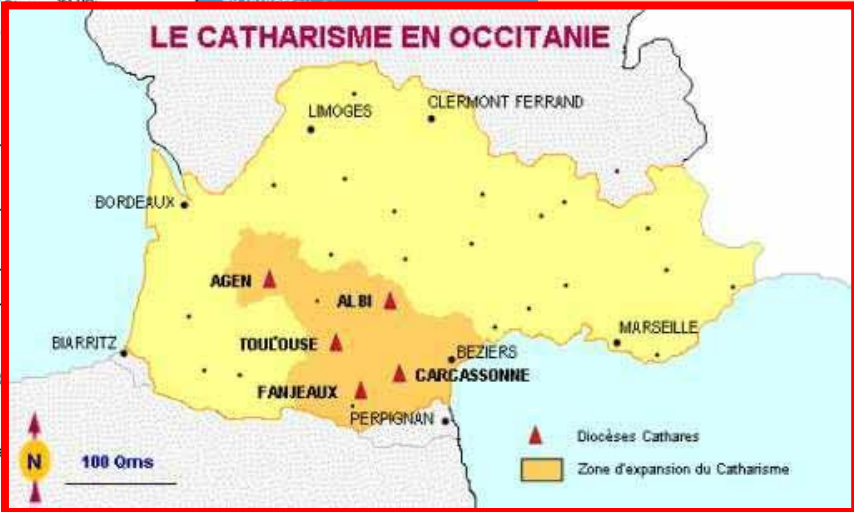 LE CATHARISME EN OCCITANIE
LIMOGES
CLERMONT FERRAND
BORDEAUX
AGEN
ALBI
BIARRITZ
TOULOUSE
MARSEILLE
BEZIERS
CARCASSONNE
FANJEAUX
PERPIGNAN
Diocèses Cathares
N
100 Qms
Zone d'expansion du Catharisme